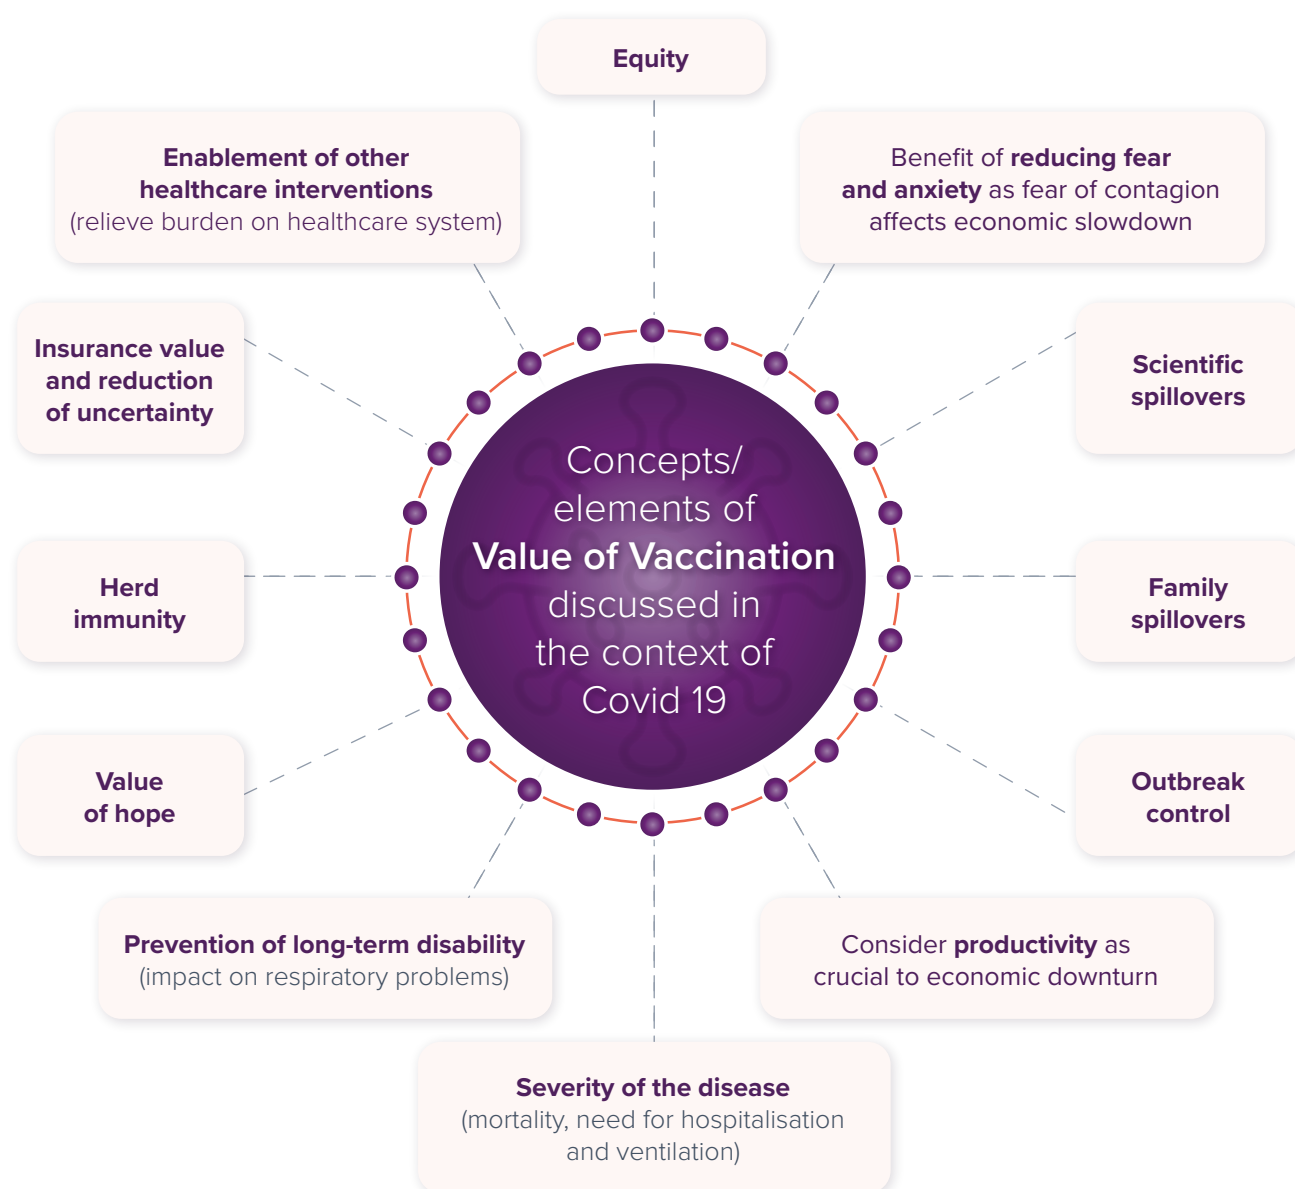 Equity
Enablement of other
healthcare interventions
(relieve burden on healthcare system)
Benefit of reducing fear
and anxiety as fear of contagion
affects economic slowdown
Insurance value
and reduction
of uncertainty
Scientific
spillovers
Concepts/
elements of
Value of Vaccination
discussed in
the context of
Covid 19
Herd
immunity
Family
spillovers
Value
of hope
Outbreak
control
Prevention of long-term disability
(impact on respiratory problems)
Consider productivity as
crucial to economic downturn
Severity of the disease
(mortality, need for hospitalisation
and ventilation)